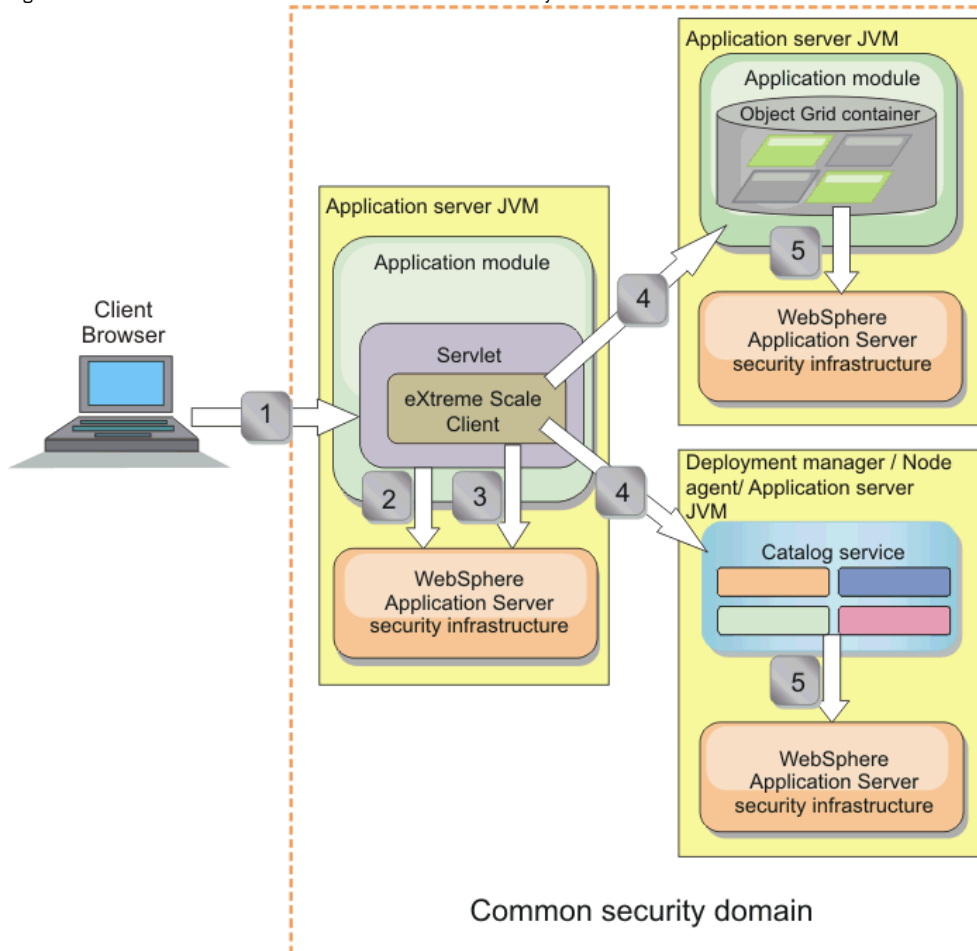 Client
Browser
1
Application server JVM
Application module
Servlet
eXtreme Scale
Client
2
3
WebSphere
Application Server
security infrastructure
4
4
Application server JVM
Application module
Object Grid container
5
WebSphere
Application Server
security infrastructure
Deployment manager / Node
agent/ Application server
JVM
Catalog service
5
WebSphere
Application Server
security infrastructure
Common security domain